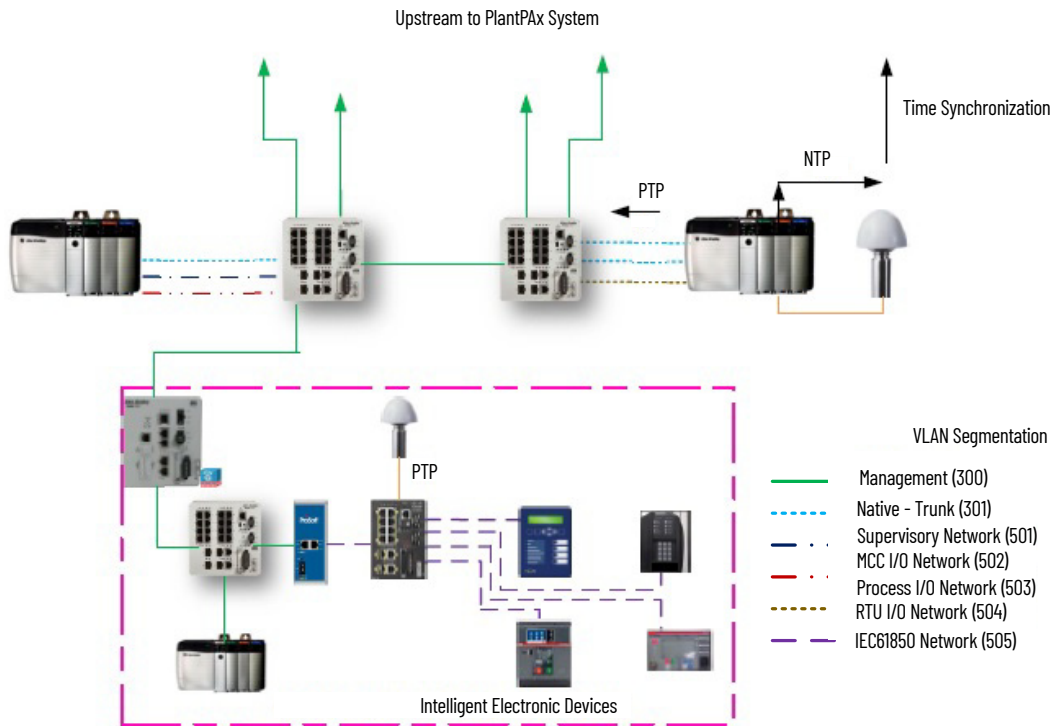 Upstream to PlantPAx System
Time Synchronization
NTP
PTP
PTP
VLAN Segmentation
Management (300)
Native - Trunk (301)
Supervisory Network (501)
MCC I/O Network (502)
Process I/O Network (503)
RTU I/O Network (504)
IEC61850 Network (505)
Intelligent Electronic Devices